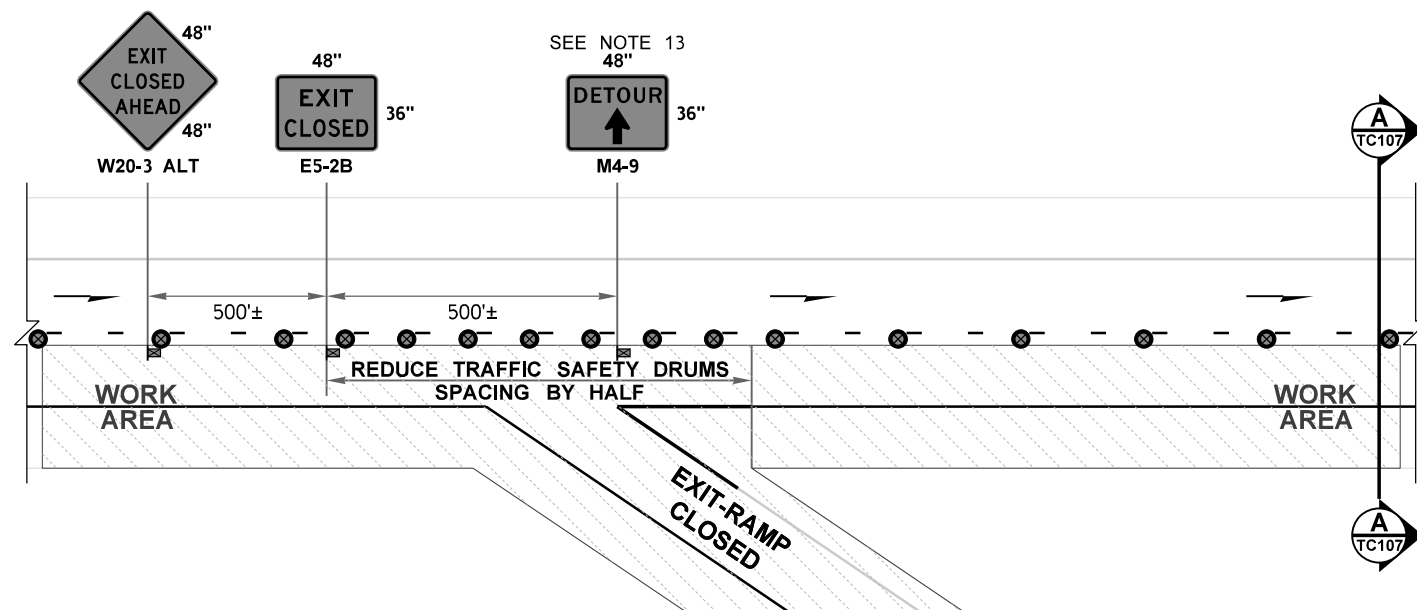 EXIT
CLOSED
AHEAD
48"
48"
W20-3 ALT
48"
EXIT
CLOSED
36"
E5-2B
SEE NOTE 13
48"
DETOUR
36"
M4-9
A
TC107
500'±
500'±
REDUCE TRAFFIC SAFETY DRUMS
SPACING BY HALF
WORK
AREA
WORK
AREA
EXIT-RAMP
CLOSED
A
TC107